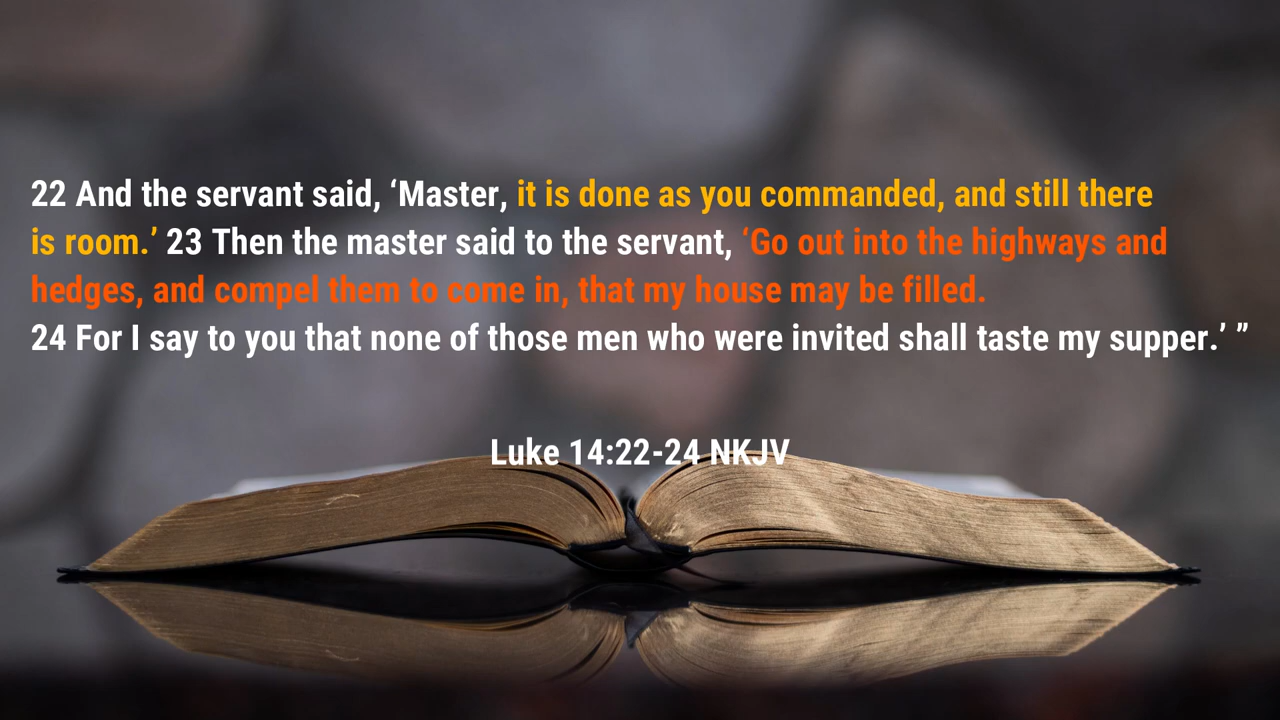 22 And the servant said, ‘Master, it is done as you commanded, and still there
is room.’ 23 Then the master said to the servant, ‘Go out into the highways and
hedges, and compel them to come in, that my house may be filled.
24 For I say to you that none of those men who were invited shall taste my supper.’ ”
Luke 14:22-24 NKJV